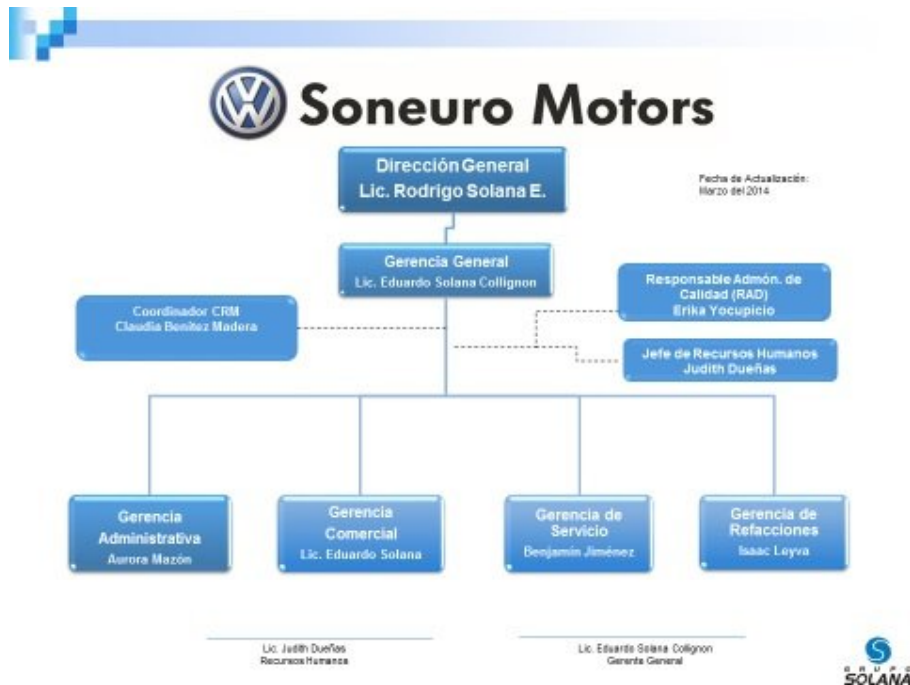 Soneuro Motors
Dirección General
Lic. Rodrigo Solana E.
Fecha de Actualización:
Marzo del 2014
Gerencia General
Lic. Eduardo Solana Collignon
Responsable Admón. de
Calidad (RAD)
Erika Yocupicio
Coordinador CRM
Claudia Benitez Madera
Jefe de Recursos Humanos
Judith Dueñas
Gerencia
Administrativa
Aurora Mazón
Gerencia
Comercial
Lic. Eduardo Solana
Gerencia de
Servicio
Benjamín Jiménez
Gerencia de
Refacciones
Isaac Leyva
Lic. Judith Dueñas
Recursos Humanos
Lic. Eduardo Solana Collignon
Gerente General
GRUPO
SOLANA